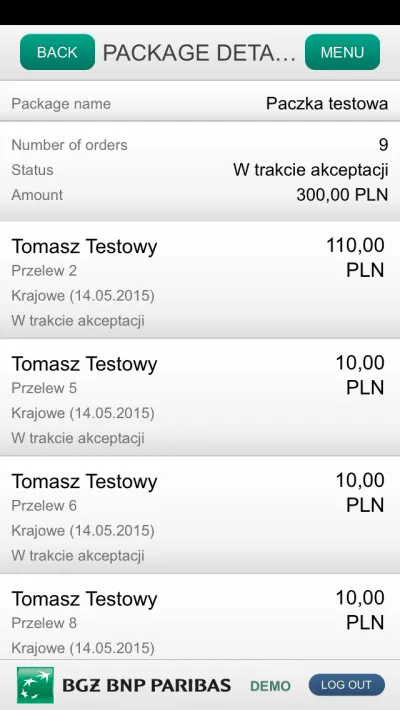 BACK PACKAGE DETA... MENU
Package name Paczka testowa
Number of orders 9
Status W trakcie akceptacji
Amount 300,00 PLN
Tomasz Testowy 110,00
Przelew 2 PLN
Krajowe (14.05.2015)
W trakcie akceptacji
Tomasz Testowy 10,00
Przelew 5 PLN
Krajowe (14.05.2015)
W trakcie akceptacji
Tomasz Testowy 10,00
Przelew 6 PLN
Krajowe (14.05.2015)
W trakcie akceptacji
Tomasz Testowy 10,00
Przelew 8 PLN
Krajowe (14.05.2015)
BGŻ BNP PARIBAS DEMO LOG OUT